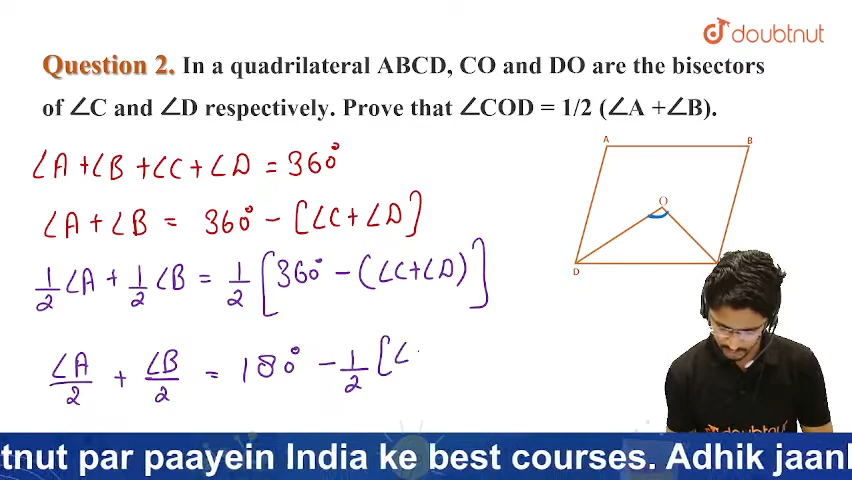 doubtnut
Question 2. In a quadrilateral ABCD, CO and DO are the bisectors
of ∠C and ∠D respectively. Prove that ∠COD = 1/2 (∠A +∠B).
∠A + ∠B + ∠C + ∠D = 360°
∠A + ∠B = 360° - [∠C + ∠D]
1/2 ∠A + 1/2 ∠B = 1/2 [360° - (∠C + ∠D)]
∠A/2 + ∠B/2 = 180° - 1/2 [∠
A B
O
D
tnut par paayein India ke best courses. Adhik jaanl